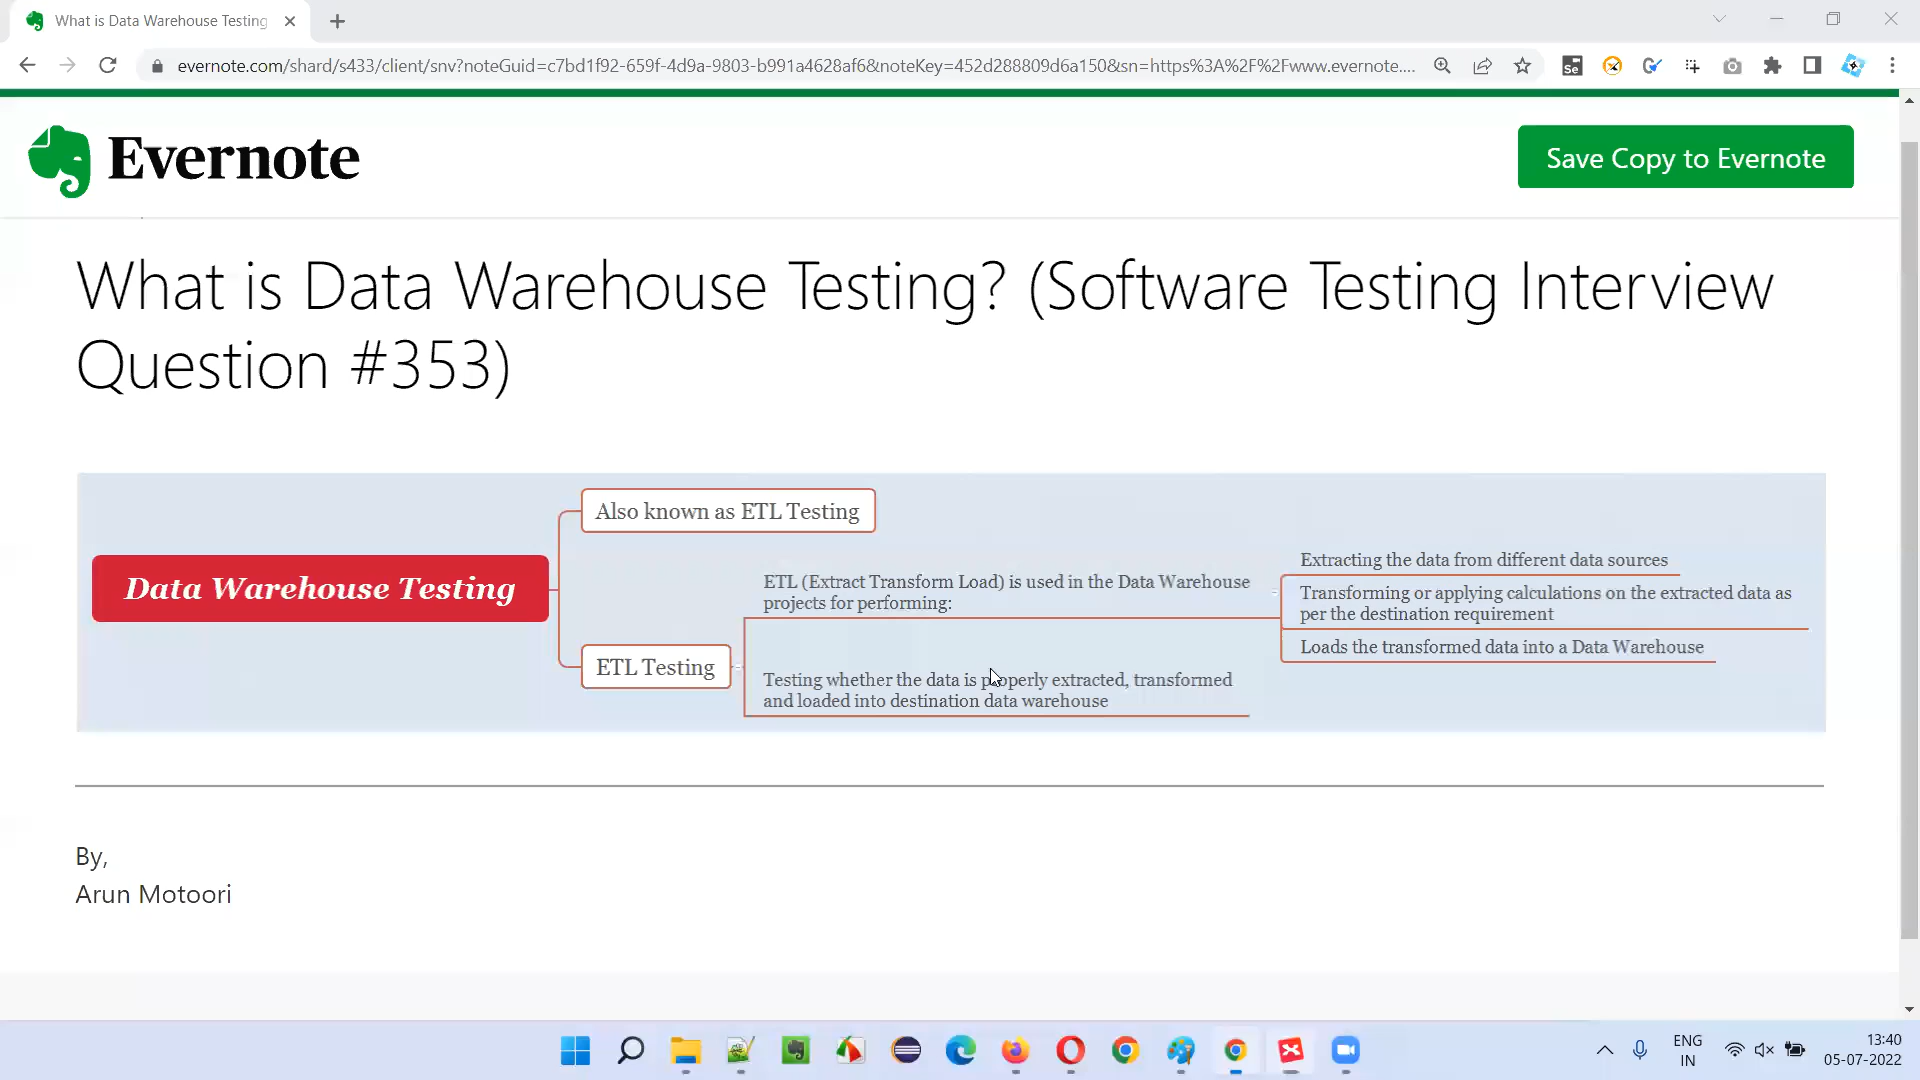 What is Data Warehouse Testing
evernote.com/shard/s433/client/snv?noteGuid=c7bd1f92-659f-4d9a-9803-b991a4628af6&noteKey=452d288809d6a150&sn=https%3A%2F%2Fwww.evernote....
Evernote
Save Copy to Evernote
What is Data Warehouse Testing? (Software Testing Interview
Question #353)
Also known as ETL Testing
Data Warehouse Testing
ETL Testing
ETL (Extract Transform Load) is used in the Data Warehouse
projects for performing:
Extracting the data from different data sources
Transforming or applying calculations on the extracted data as
per the destination requirement
Loads the transformed data into a Data Warehouse
Testing whether the data is properly extracted, transformed
and loaded into destination data warehouse
By,
Arun Motoori
Se
ENG
IN
13:40
05-07-2022